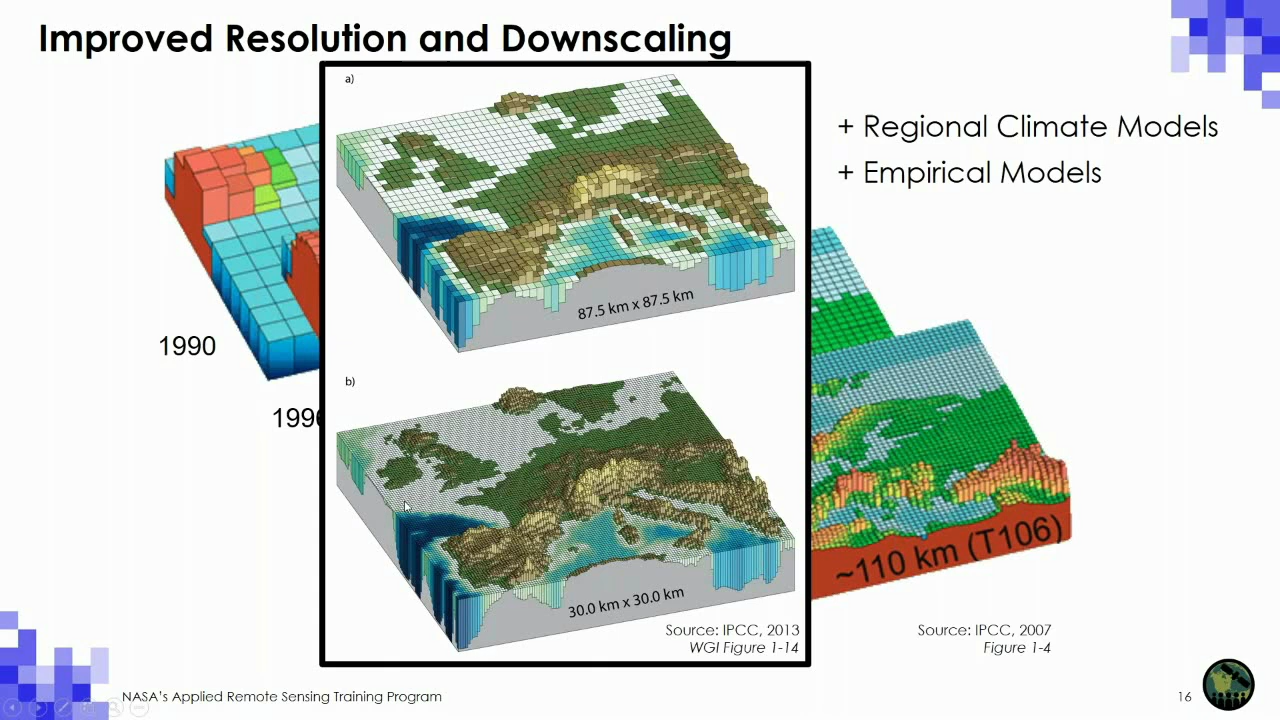 Improved Resolution and Downscaling
a)
+ Regional Climate Models
+ Empirical Models
87.5 km x 87.5 km
1990
b)
~110 km (T106)
30.0 km x 30.0 km
Source: IPCC, 2013
WGI Figure 1-14
Source: IPCC, 2007
Figure 1-4
NASA's Applied Remote Sensing Training Program
16